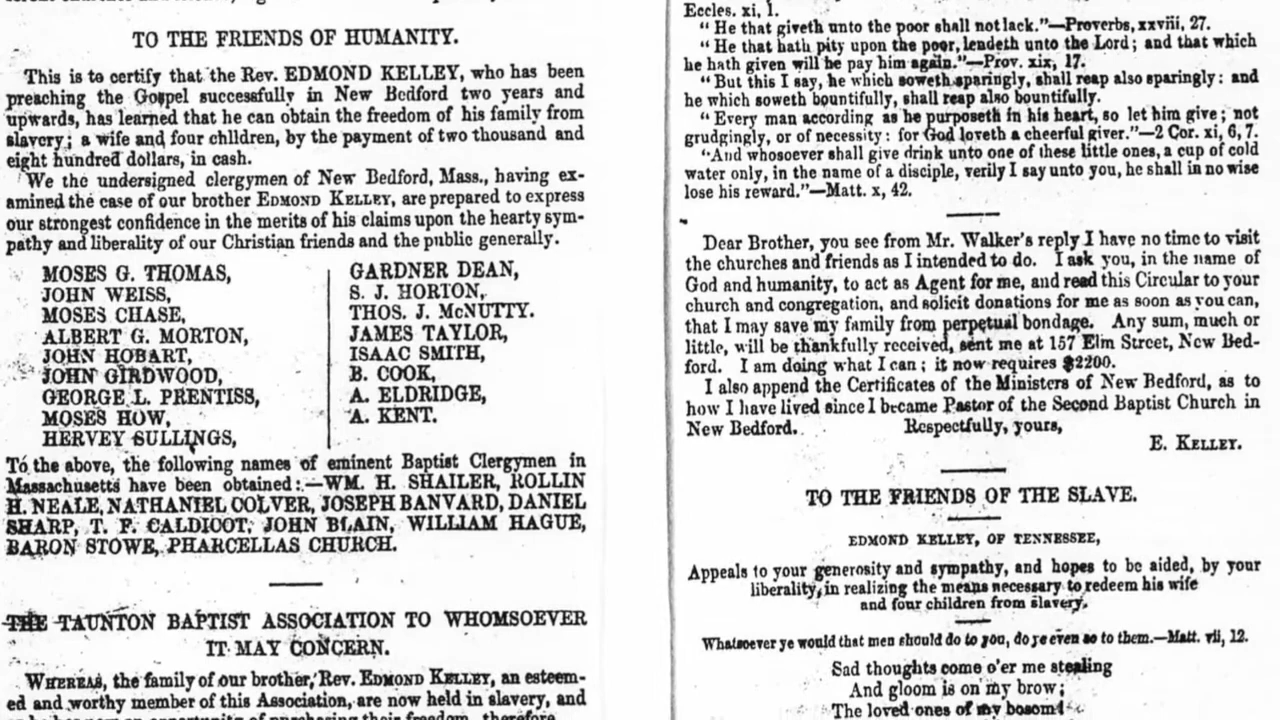 TO THE FRIENDS OF HUMANITY.
This is to certify that the Rev. EDMOND KELLEY, who has been
preaching the Gospel successfully in New Bedford two years and
upwards, has learned that he can obtain the freedom of his family from
slavery; a wife and four children, by the payment of two thousand and
eight hundred dollars, in cash.
We the undersigned clergymen of New Bedford, Mass., having ex-
amined the case of our brother EDMOND KELLEY, are prepared to express
our strongest confidence in the merits of his claims upon the hearty sym-
pathy and liberality of our Christian friends and the public generally.
MOSES G. THOMAS,
JOHN WEISS,
MOSES CHASE,
ALBERT G. MORTON,
JOHN HOBART,
JOHN GIRDWOOD,
GEORGE L. PRENTISS,
MOSES HOW,
HERVEY SULLINGS,
GARDNER DEAN,
S. J. HORTON,
THOS. J. McNUTTY.
JAMES TAYLOR,
ISAAC SMITH,
B. COOK,
A. ELDRIDGE,
A. KENT.
To the above, the following names of eminent Baptist Clergymen in
Massachusetts have been obtained:—WM. H. SHAILER, ROLLIN
H. NEALE, NATHANIEL COLVER, JOSEPH BANVARD, DANIEL
SHARP, T. F. CALDICOT, JOHN BLAIN, WILLIAM HAGUE,
BARON STOWE, PHARCELLAS CHURCH.
THE TAUNTON BAPTIST ASSOCIATION TO WHOMSOEVER
IT MAY CONCERN.
WHEREAS, the family of our brother, Rev. EDMOND KELLEY, an esteem-
ed and worthy member of this Association, are now held in slavery, and
opportunity of purchasing their freedom, therefore
Eccles. xi, 1.
" He that giveth unto the poor shall not lack."—Proverbs, xxviii, 27.
" He that hath pity upon the poor, lendeth unto the Lord; and that which
he hath given will he pay him again."—Prov. xix, 17.
"But this I say, he which soweth sparingly, shall reap also sparingly: and
he which soweth bountifully, shall reap also bountifully.
" Every man according as he purposeth in his heart, so let him give; not
grudgingly, or of necessity: for God loveth a cheerful giver."—2 Cor. xi, 6, 7.
"And whosoever shall give drink unto one of these little ones, a cup of cold
water only, in the name of a disciple, verily I say unto you, he shall in no wise
lose his reward."—Matt. x, 42.
Dear Brother, you see from Mr. Walker's reply I have no time to visit
the churches and friends as I intended to do. I ask you, in the name of
God and humanity, to act as Agent for me, and read this Circular to your
church and congregation, and solicit donations for me as soon as you can,
that I may save my family from perpetual bondage. Any sum, much or
little, will be thankfully received, sent me at 157 Elm Street, New Bed-
ford. I am doing what I can; it now requires $2200.
I also append the Certificates of the Ministers of New Bedford, as to
how I have lived since I became Pastor of the Second Baptist Church in
New Bedford. Respectfully, yours,
E. KELLEY.
TO THE FRIENDS OF THE SLAVE.
EDMOND KELLEY, OF TENNESSEE,
Appeals to your generosity and sympathy, and hopes to be aided, by your
liberality, in realizing the means necessary to redeem his wife
and four children from slavery.
Whatsoever ye would that men should do to you, do ye even so to them.—Matt. vii, 12.
Sad thoughts come o'er me stealing
And gloom is on my brow;
The loved ones of my bosom!